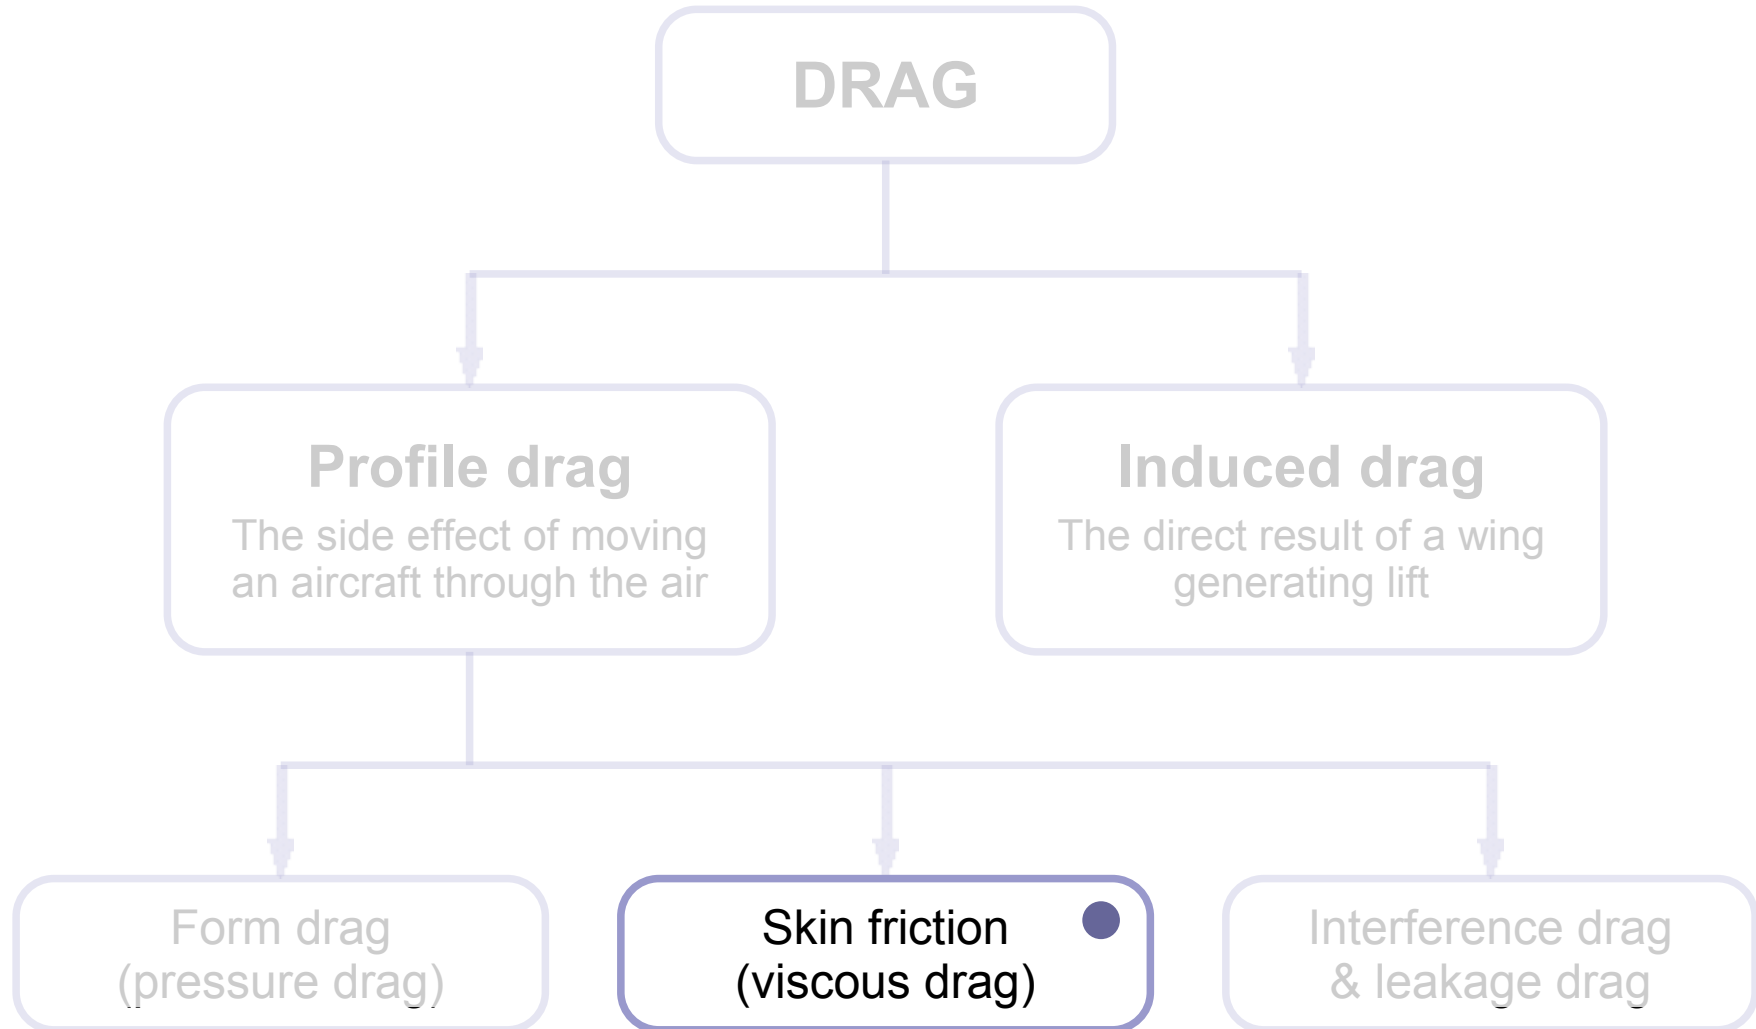 DRAG
Profile drag
The side effect of moving
an aircraft through the air
Induced drag
The direct result of a wing
generating lift
Form drag
(pressure drag)
Skin friction
(viscous drag)
Interference drag
& leakage drag